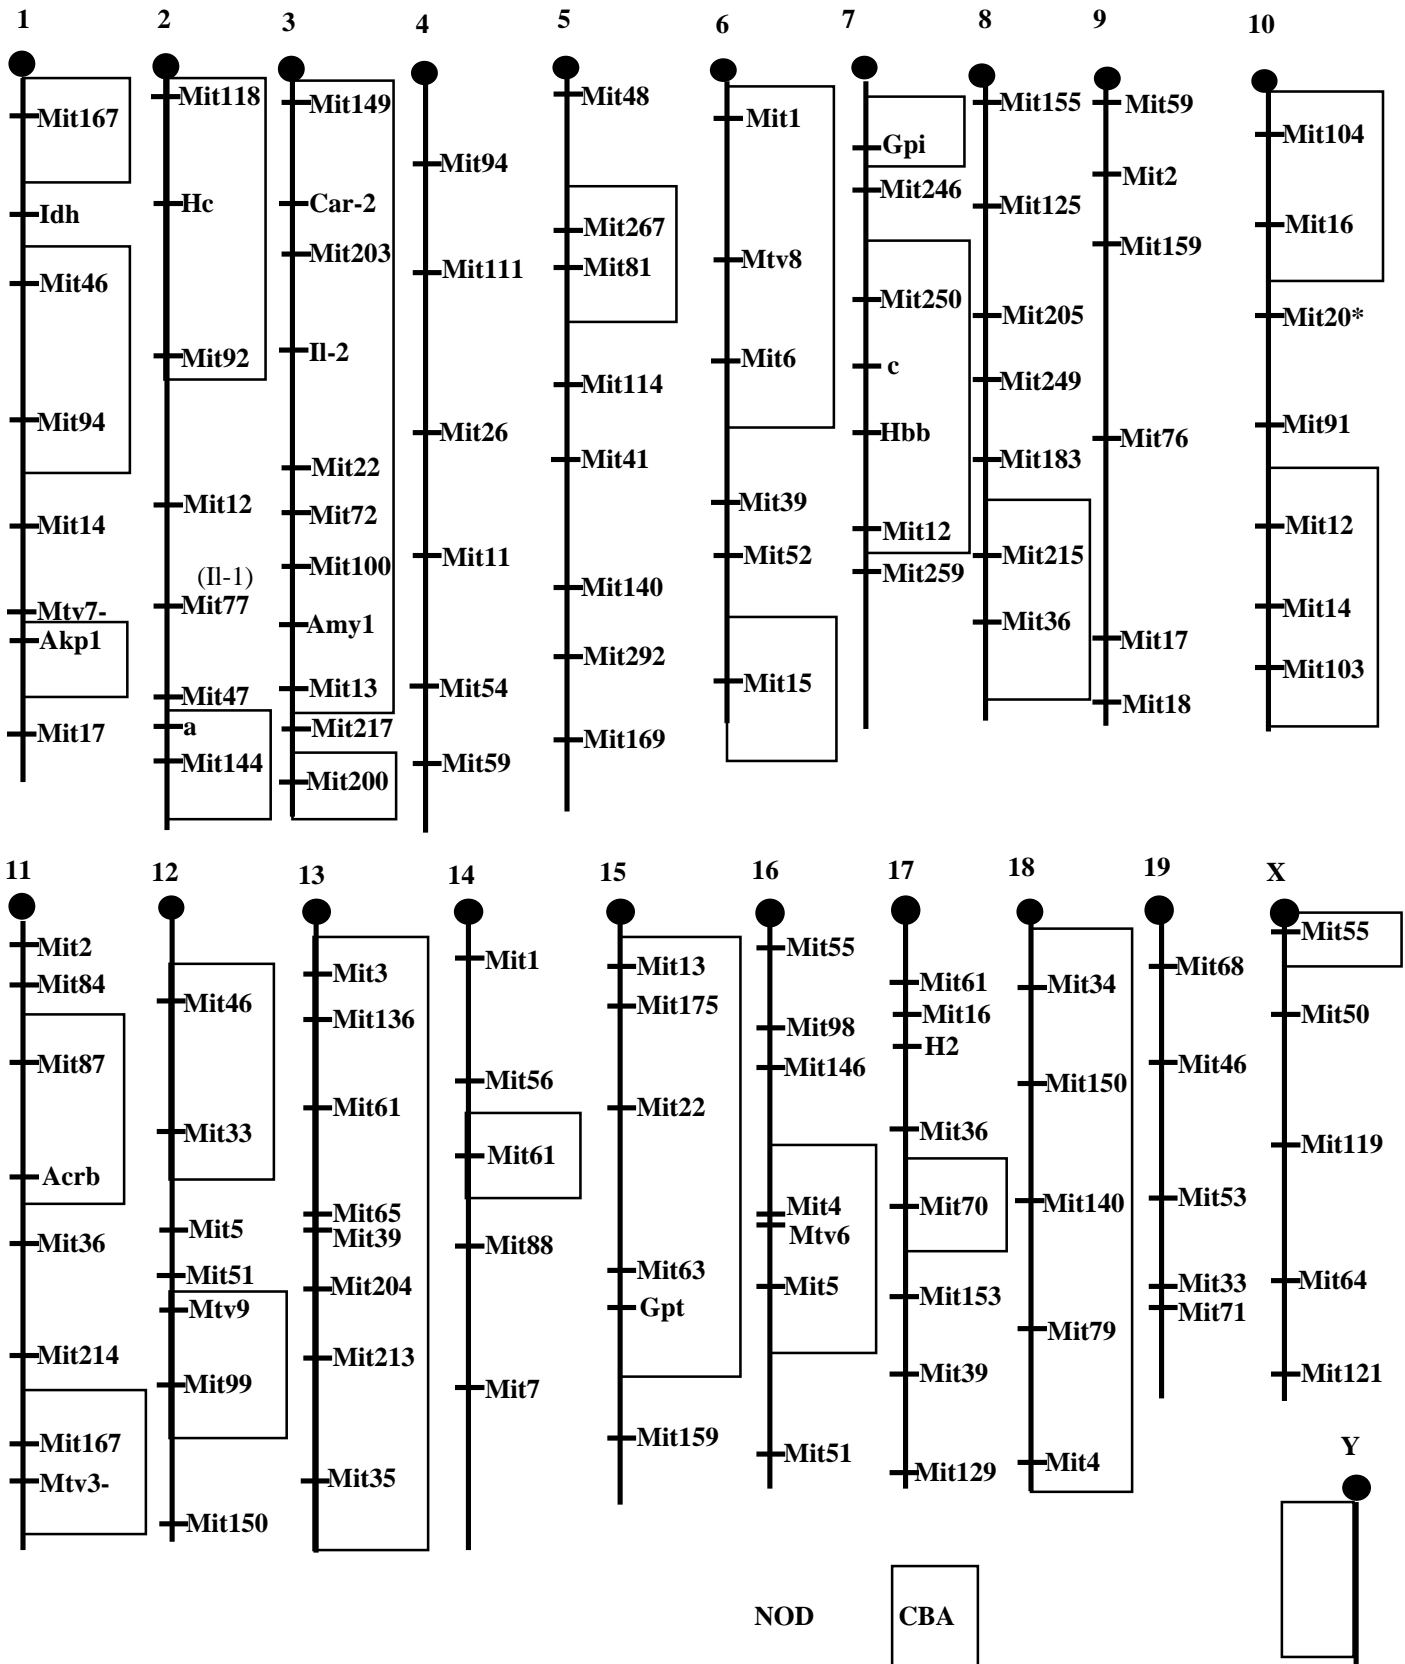 1 2 3 4 5 6 7 8 9 10
Mit167
Idh
Mit46
Mit94
Mit14
Mtv7-
Akp1
Mit17
Mit118
Hc
Mit92
Mit12
(Il-1)
Mit77
Mit47
a
Mit144
Mit149
Car-2
Mit203
Il-2
Mit22
Mit72
Mit100
Amy1
Mit13
Mit217
Mit200
Mit94
Mit111
Mit26
Mit11
Mit54
Mit59
Mit48
Mit267
Mit81
Mit114
Mit41
Mit140
Mit292
Mit169
Mit1
Mtv8
Mit6
Mit39
Mit52
Mit15
Gpi
Mit246
Mit250
c
Hbb
Mit12
Mit259
Mit155
Mit125
Mit205
Mit249
Mit183
Mit215
Mit36
Mit59
Mit2
Mit159
Mit76
Mit17
Mit18
Mit104
Mit16
Mit20*
Mit91
Mit12
Mit14
Mit103
11 12 13 14 15 16 17 18 19 X
Mit2
Mit84
Mit87
Acrb
Mit36
Mit214
Mit167
Mtv3-
Mit46
Mit33
Mit5
Mit51
Mtv9
Mit99
Mit150
Mit3
Mit136
Mit61
Mit65
Mit39
Mit204
Mit213
Mit35
Mit1
Mit56
Mit61
Mit88
Mit7
Mit13
Mit175
Mit22
Mit63
Gpt
Mit159
Mit55
Mit98
Mit146
Mit4
Mtv6
Mit5
Mit51
Mit61
Mit16
H2
Mit36
Mit70
Mit153
Mit39
Mit129
Mit34
Mit150
Mit140
Mit79
Mit4
Mit68
Mit46
Mit53
Mit33
Mit71
Mit55
Mit50
Mit119
Mit64
Mit121
Y
NOD CBA